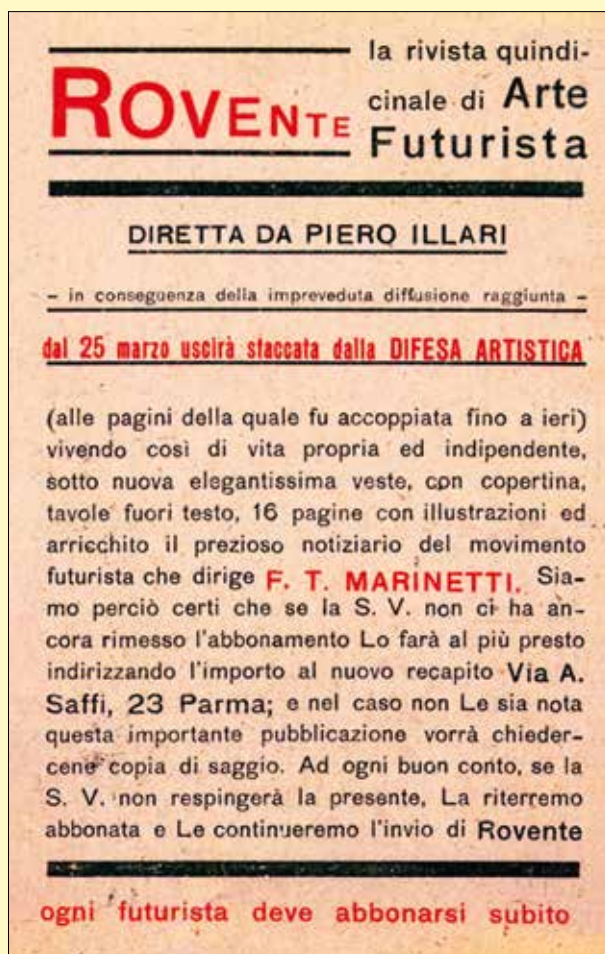 ROVENTE
la rivista quindi-
cinale di Arte
Futurista
DIRETTA DA PIERO ILLARI
– in conseguenza della impreveduta diffusione raggiunta –
dal 25 marzo uscirà staccata dalla DIFESA ARTISTICA
(alle pagini della quale fu accoppiata fino a ieri)
vivendo così di vita propria ed indipendente,
sotto nuova elegantissima veste, con copertina,
tavole fuori testo, 16 pagine con illustrazioni ed
arricchito il prezioso notiziario del movimento
futurista che dirige F. T. MARINETTI. Sia-
mo perciò certi che se la S. V. non ci ha an-
cora rimesso l'abbonamento Lo farà al più presto
indirizzando l'importo al nuovo recapito Via A.
Saffi, 23 Parma; e nel caso non Le sia nota
questa importante pubblicazione vorrà chieder-
cene copia di saggio. Ad ogni buon conto, se la
S. V. non respingerà la presente, La riterremo
abbonata e Le continueremo l'invio di Rovente
ogni futurista deve abbonarsi subito